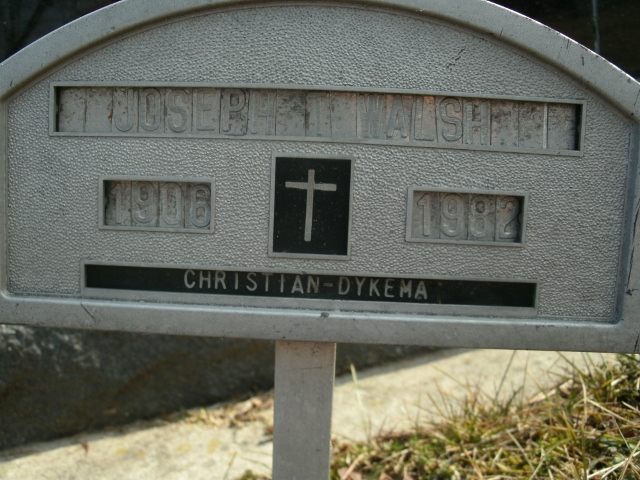 JOSEPH T WALSH
1906 1982
CHRISTIAN-DYKEMA